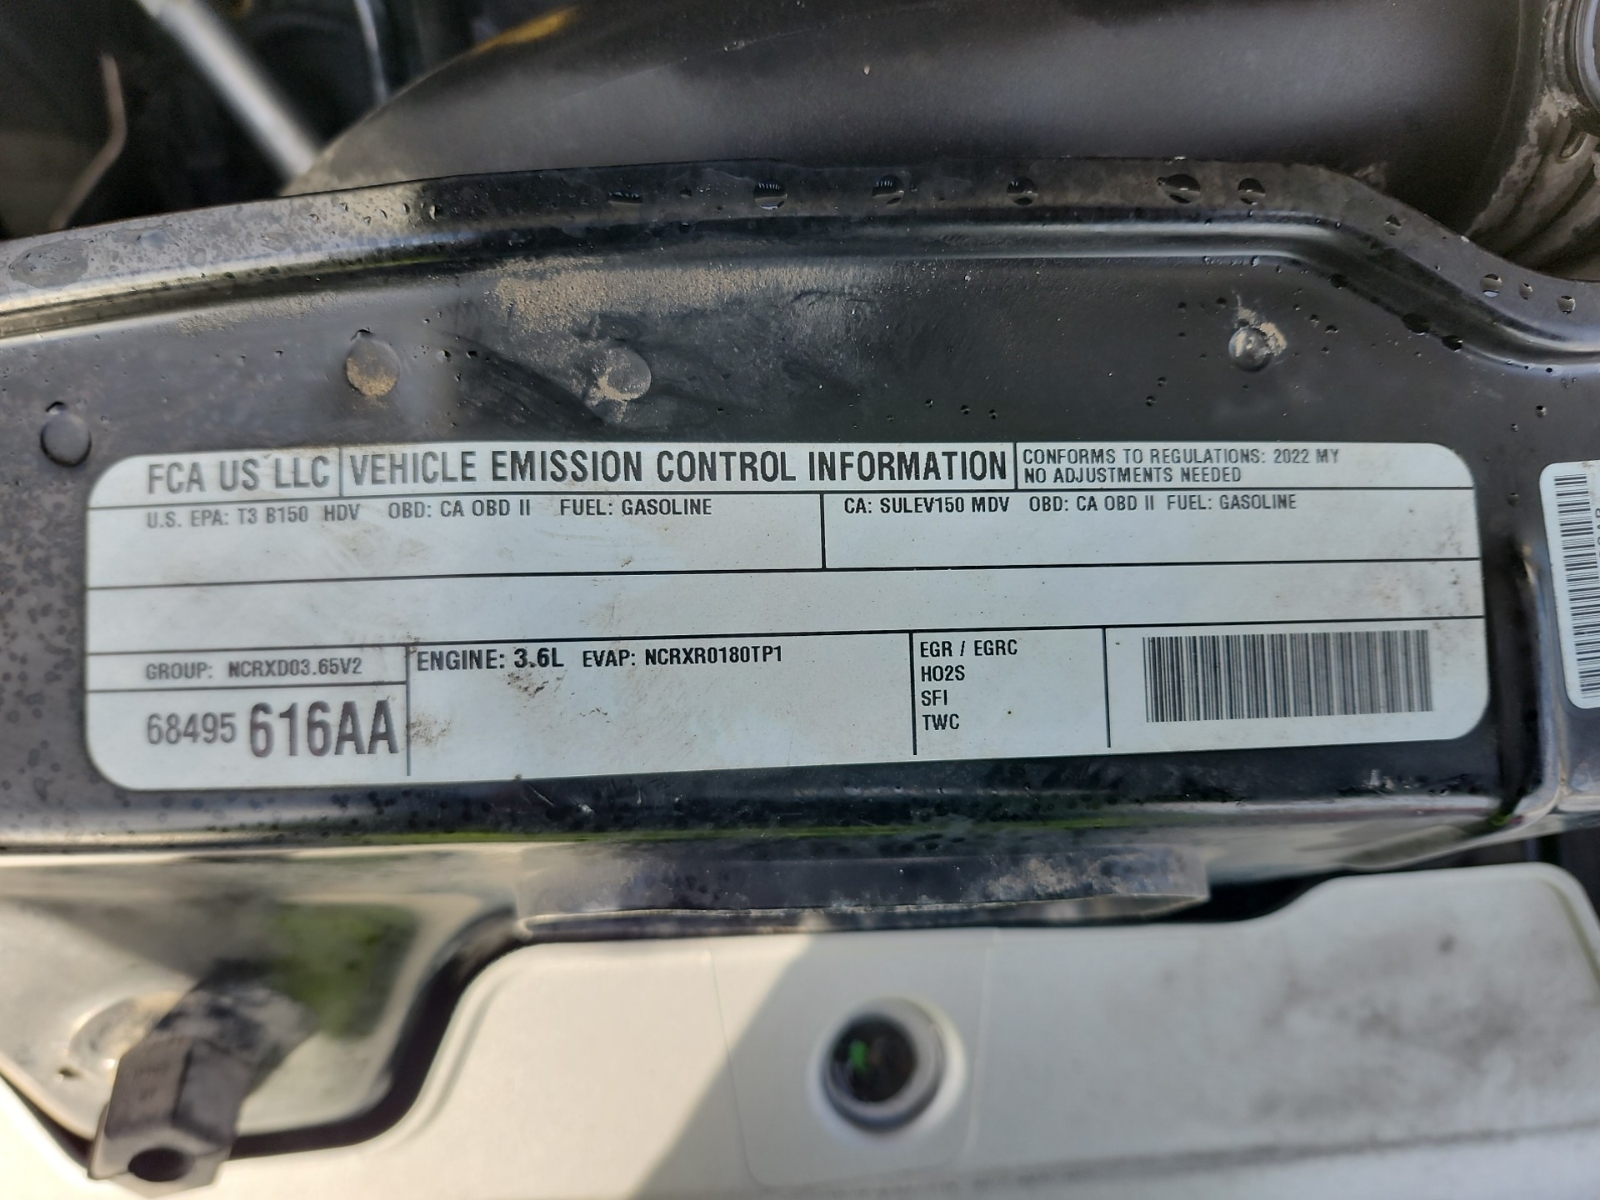 FCA US LLC VEHICLE EMISSION CONTROL INFORMATION
CONFORMS TO REGULATIONS: 2022 MY
NO ADJUSTMENTS NEEDED
U.S. EPA: T3 B150 HDV OBD: CA OBD II FUEL: GASOLINE
CA: SULEV150 MDV OBD: CA OBD II FUEL: GASOLINE
GROUP: NCRXD03.65V2
68495 616AA
ENGINE: 3.6L EVAP: NCRXR0180TP1
EGR / EGRC
HO2S
SFI
TWC